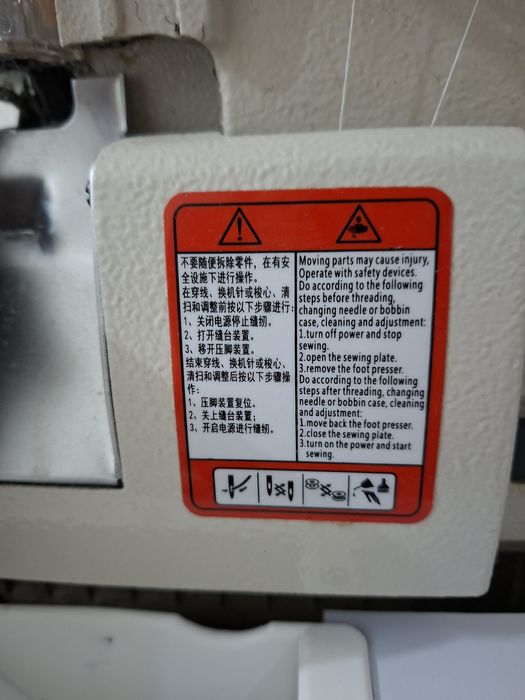 不要随便拆除零件，在有安
全设施下进行操作。
在穿线、换机针或梭心、清
扫和调整前按以下步骤进行:
1、关闭电源停止缝纫。
2、打开缝台装置。
3、移开压脚装置。
结束穿线、换机针或梭心、
清扫和调整后按以下步骤操
作:
1、压脚装置复位。
2、关上缝台装置;
3、开启电源进行缝纫。
Moving parts may cause injury,
Operate with safety devices.
Do according to the following
steps before threading,
changing needle or bobbin
case, cleaning and adjustment:
1.turn off power and stop
sewing.
2.open the sewing plate.
3.remove the foot presser.
Do according to the following
steps after threading, changing
needle or bobbin case, cleaning
and adjustment:
1.move back the foot presser.
2.close the sewing plate.
3.turn on the power and start
sewing.